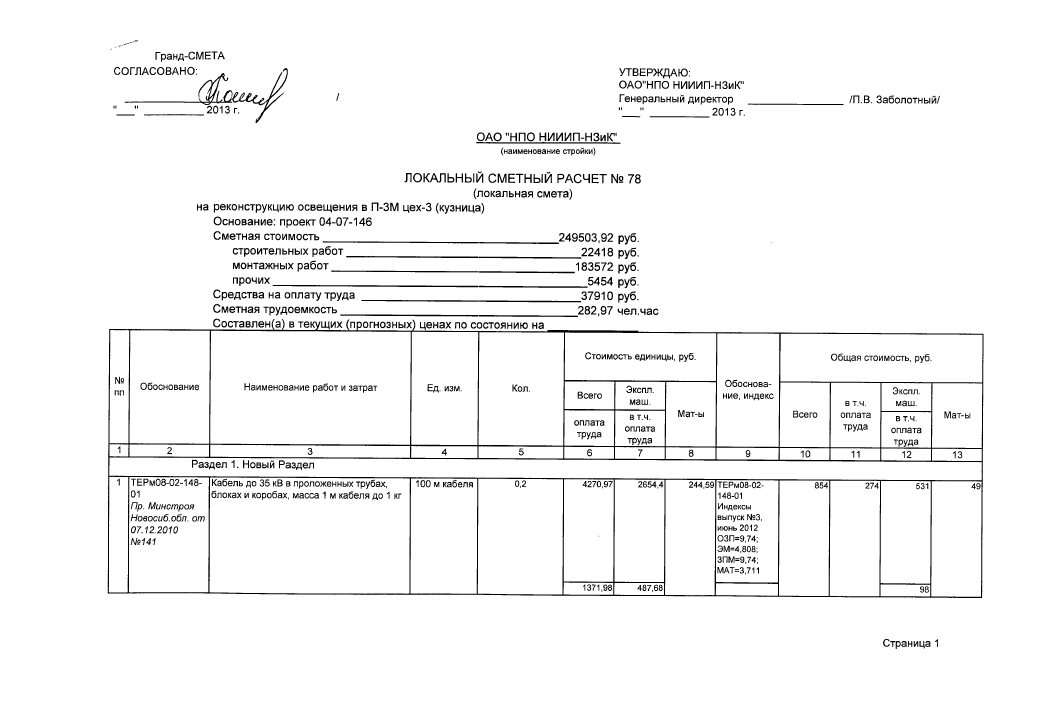 Гранд-СМЕТА
СОГЛАСОВАНО:
/
"___" __________ 2013 г.
УТВЕРЖДАЮ:
ОАО"НПО НИИИП-НЗиК"
Генеральный директор ________________ /П.В. Заболотный/
"___" __________ 2013 г.
ОАО "НПО НИИИП-НЗиК"
(наименование стройки)
ЛОКАЛЬНЫЙ СМЕТНЫЙ РАСЧЕТ № 78
(локальная смета)
на реконструкцию освещения в П-3М цех-3 (кузница)
Основание: проект 04-07-146
Сметная стоимость 249503,92 руб.
строительных работ 22418 руб.
монтажных работ 183572 руб.
прочих 5454 руб.
Средства на оплату труда 37910 руб.
Сметная трудоемкость 282,97 чел.час
Составлен(а) в текущих (прогнозных) ценах по состоянию на
№ пп
Обоснование
Наименование работ и затрат
Ед. изм.
Кол.
Стоимость единицы, руб.
Всего
оплата труда
Экспл. маш.
в т.ч. оплата труда
Мат-ы
Обоснова-
ние, индекс
Общая стоимость, руб.
Всего
в т.ч. оплата труда
Экспл. маш.
в т.ч. оплата труда
Мат-ы
1 2 3 4 5 6 7 8 9 10 11 12 13
Раздел 1. Новый Раздел
1
ТЕРм08-02-148-
01
Пр. Минстроя
Новосиб.обл. от
07.12.2010
№141
Кабель до 35 кВ в проложенных трубах,
блоках и коробах, масса 1 м кабеля до 1 кг
100 м кабеля
0,2
4270,97
1371,98
2654,4
487,68
244,59
ТЕРм08-02-
148-01
Индексы
выпуск №3,
июнь 2012
ОЗП=9,74;
ЭМ=4,808;
ЗПМ=9,74;
МАТ=3,711
854
274
531
98
49
Страница 1